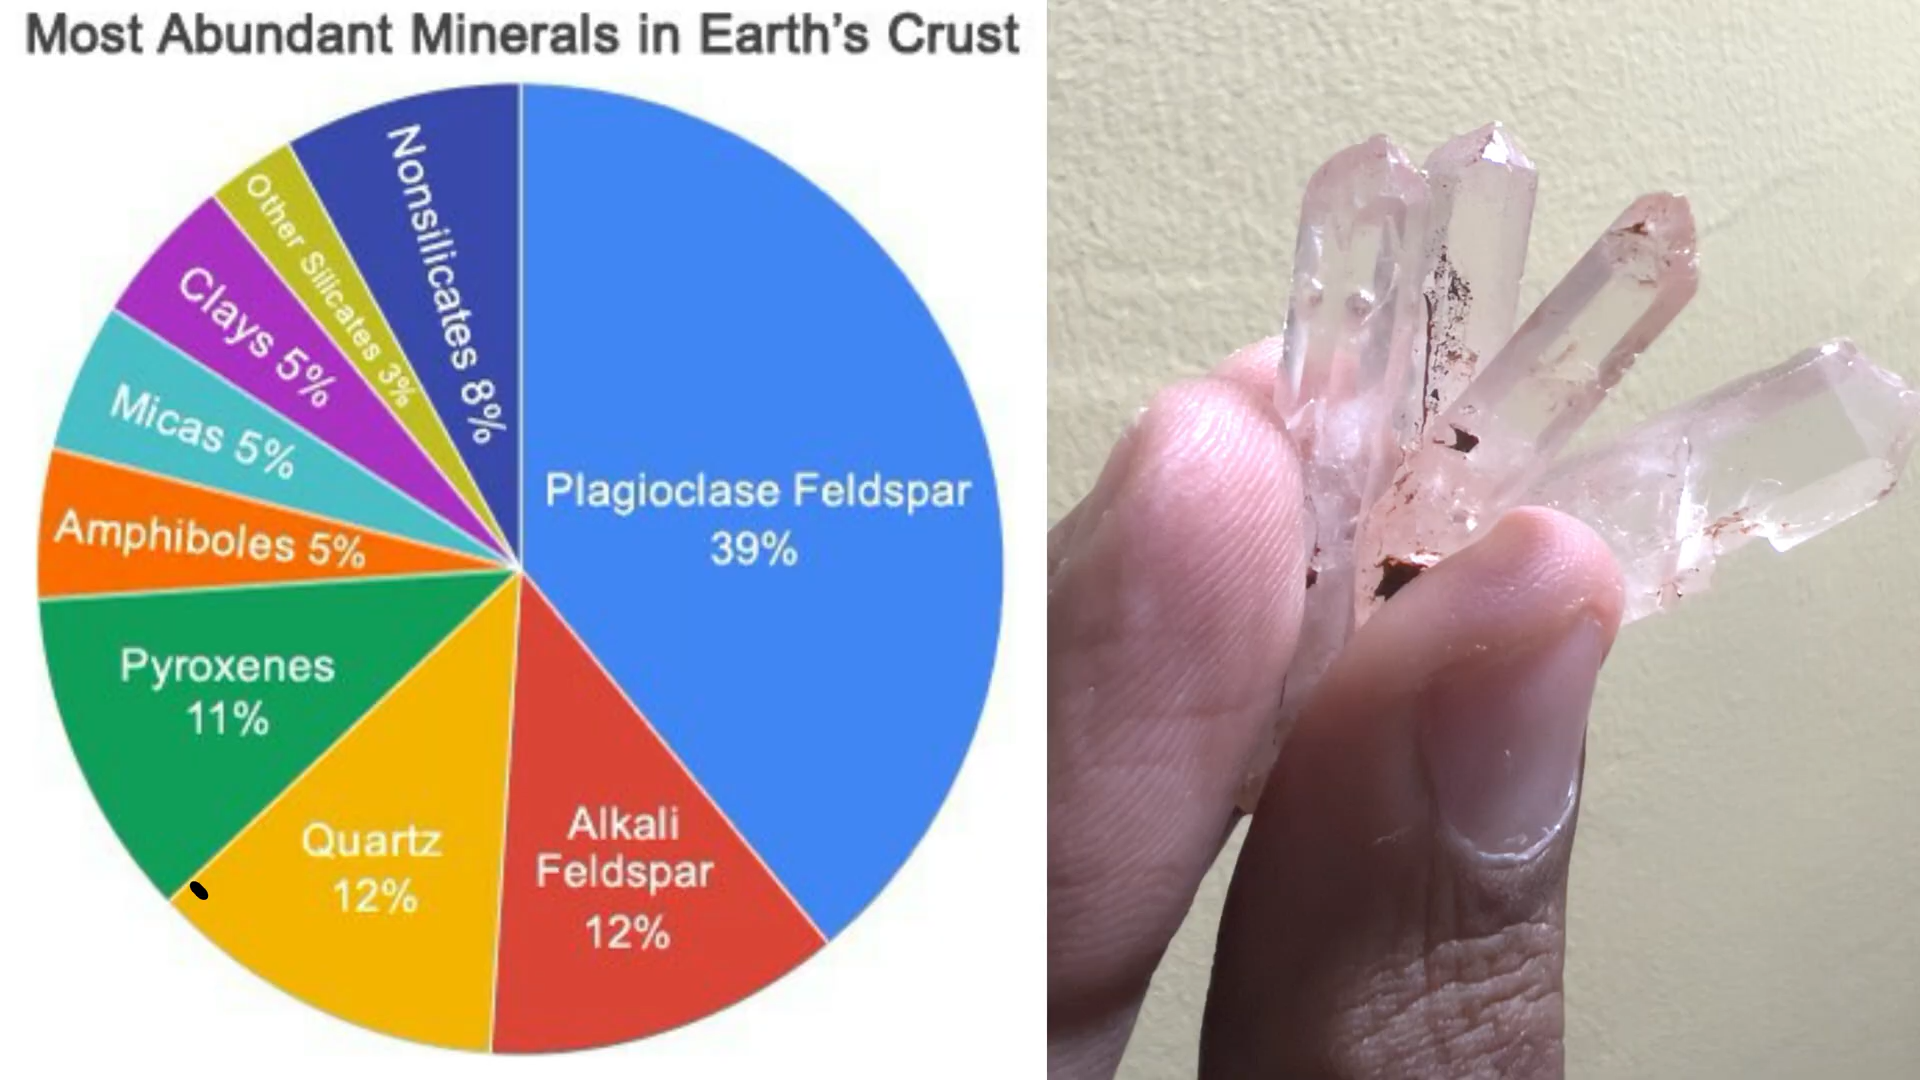 Most Abundant Minerals in Earth's Crust
Nonsilicates 8%
Other Silicates 3%
Clays 5%
Micas 5%
Amphiboles 5%
Pyroxenes
11%
Quartz
12%
Alkali
Feldspar
12%
Plagioclase Feldspar
39%